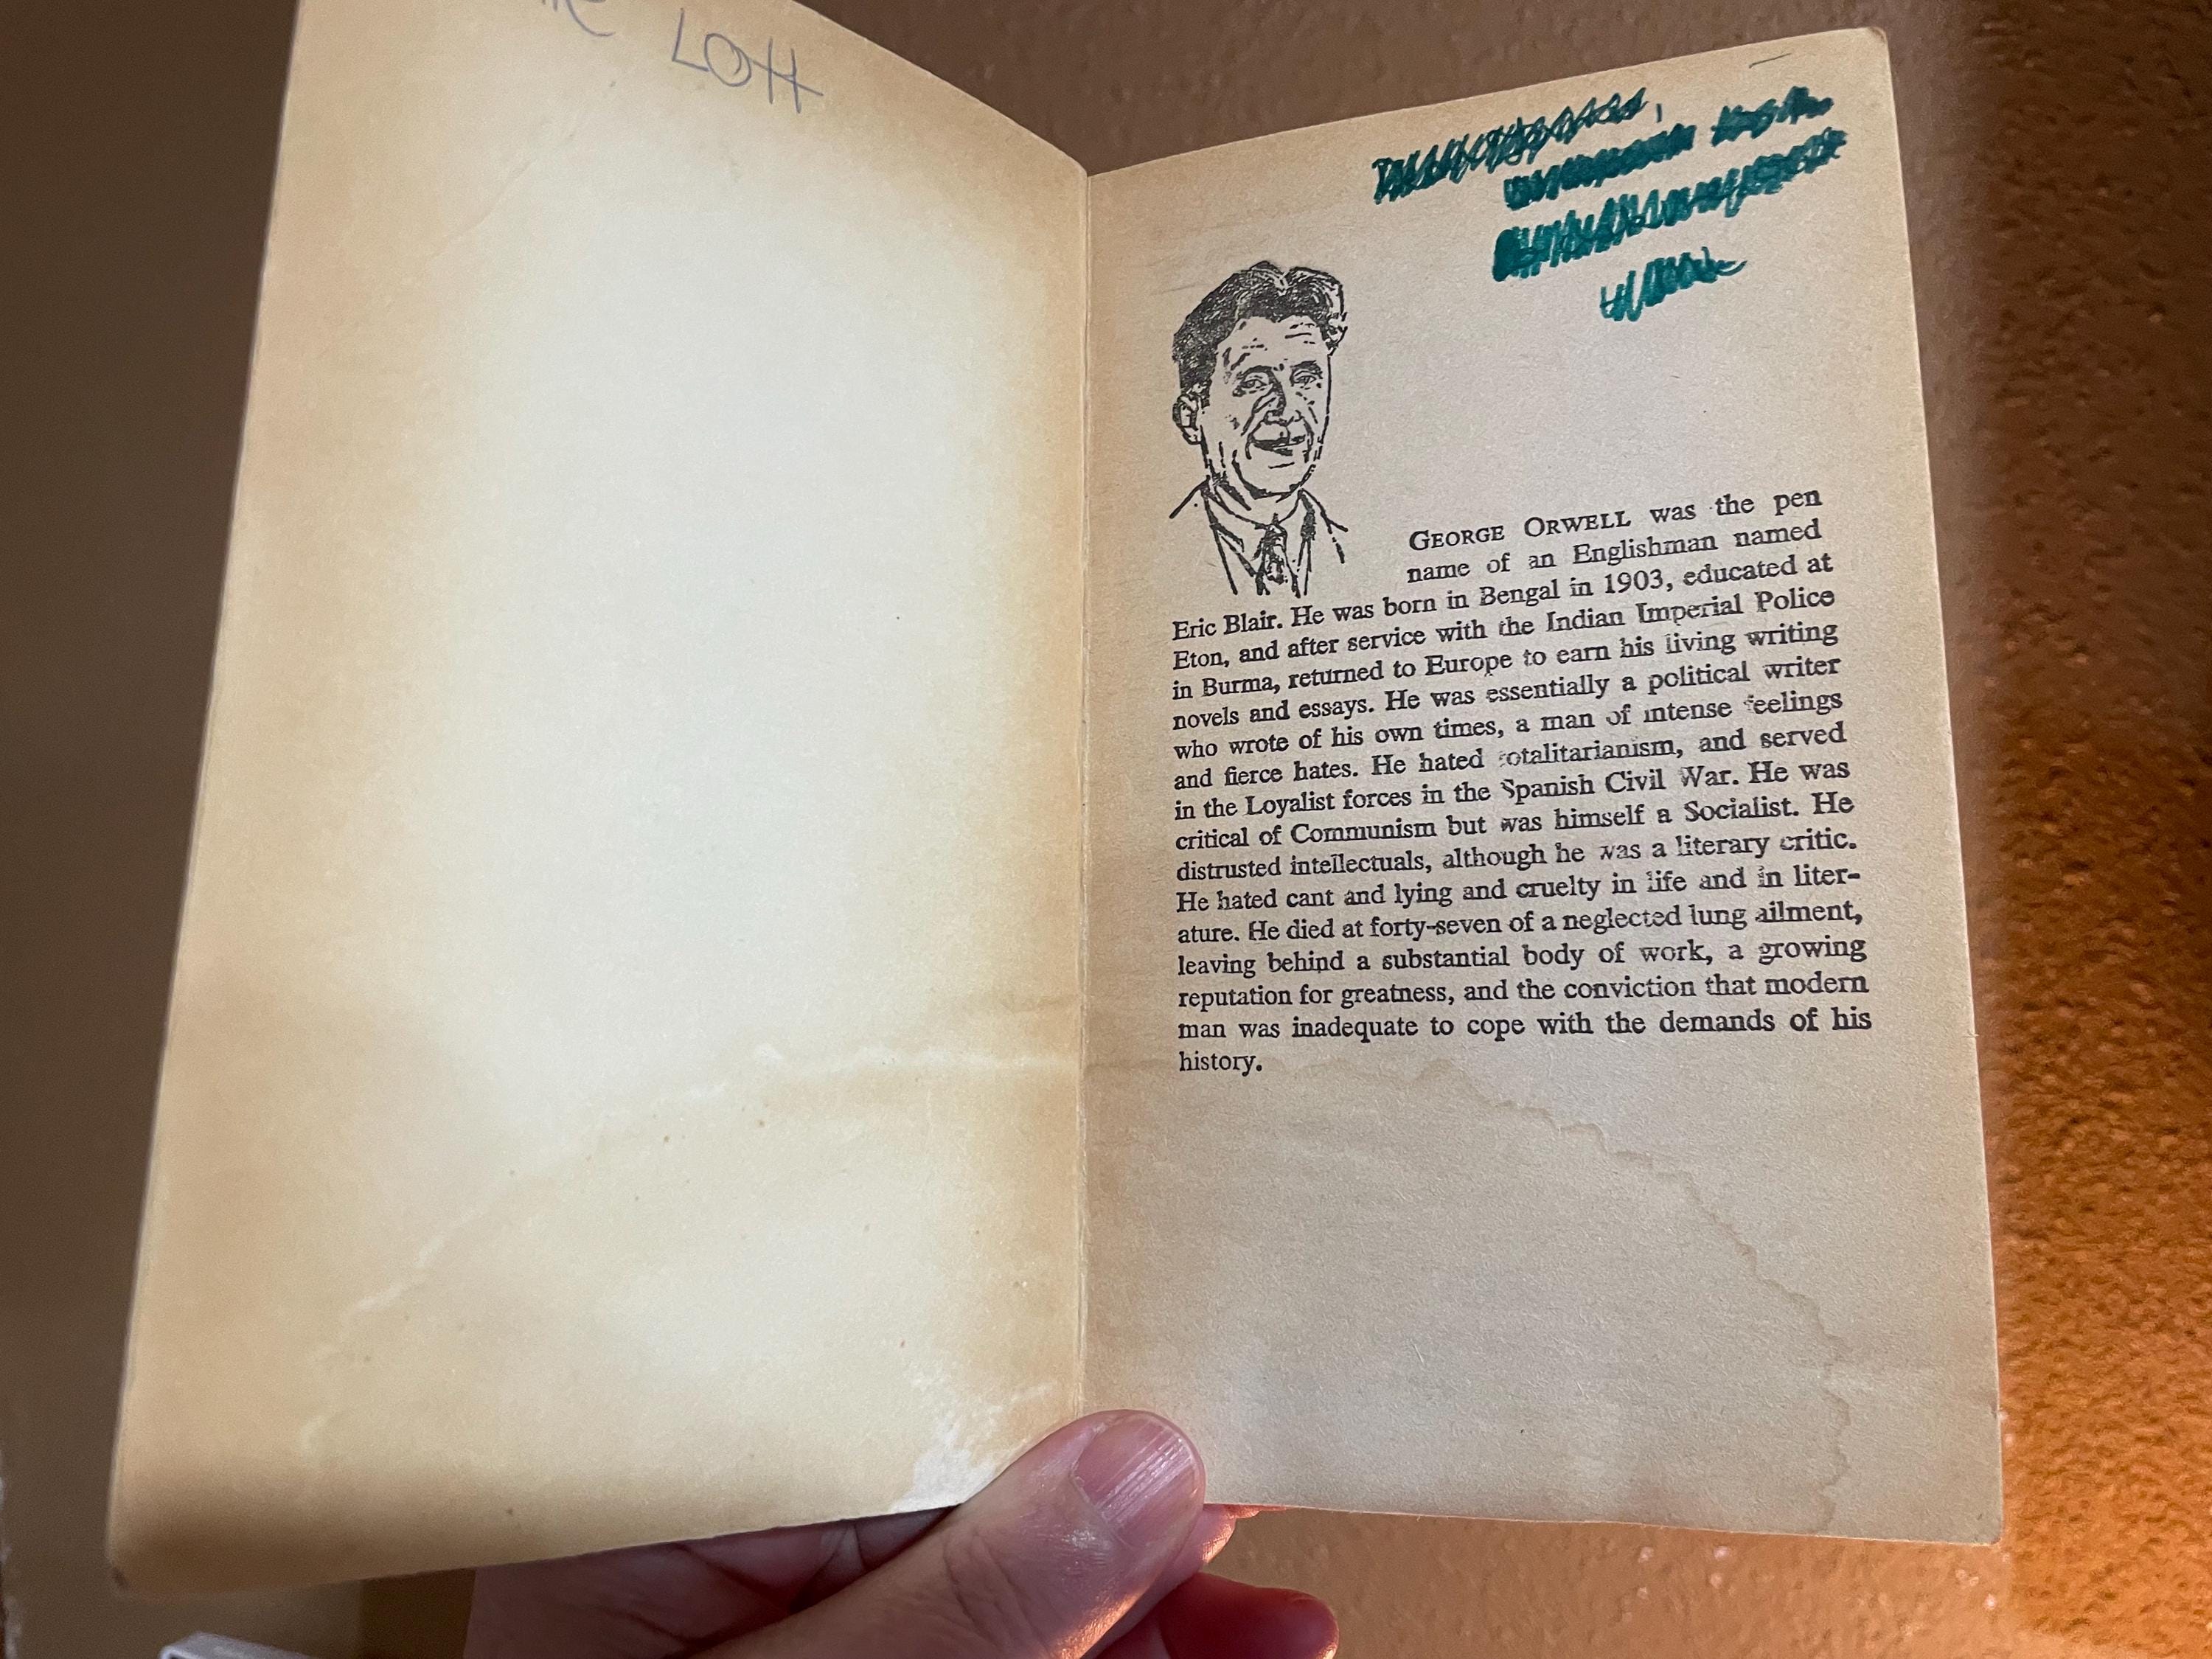 LOTT
GEORGE ORWELL was the pen
name of an Englishman named
Eric Blair. He was born in Bengal in 1903, educated at
Eton, and after service with the Indian Imperial Police
in Burma, returned to Europe to earn his living writing
novels and essays. He was essentially a political writer
who wrote of his own times, a man of intense feelings
and fierce hates. He hated totalitarianism, and served
in the Loyalist forces in the Spanish Civil War. He was
critical of Communism but was himself a Socialist. He
distrusted intellectuals, although he was a literary critic.
He hated cant and lying and cruelty in life and in liter-
ature. He died at forty-seven of a neglected lung ailment,
leaving behind a substantial body of work, a growing
reputation for greatness, and the conviction that modern
man was inadequate to cope with the demands of his
history.